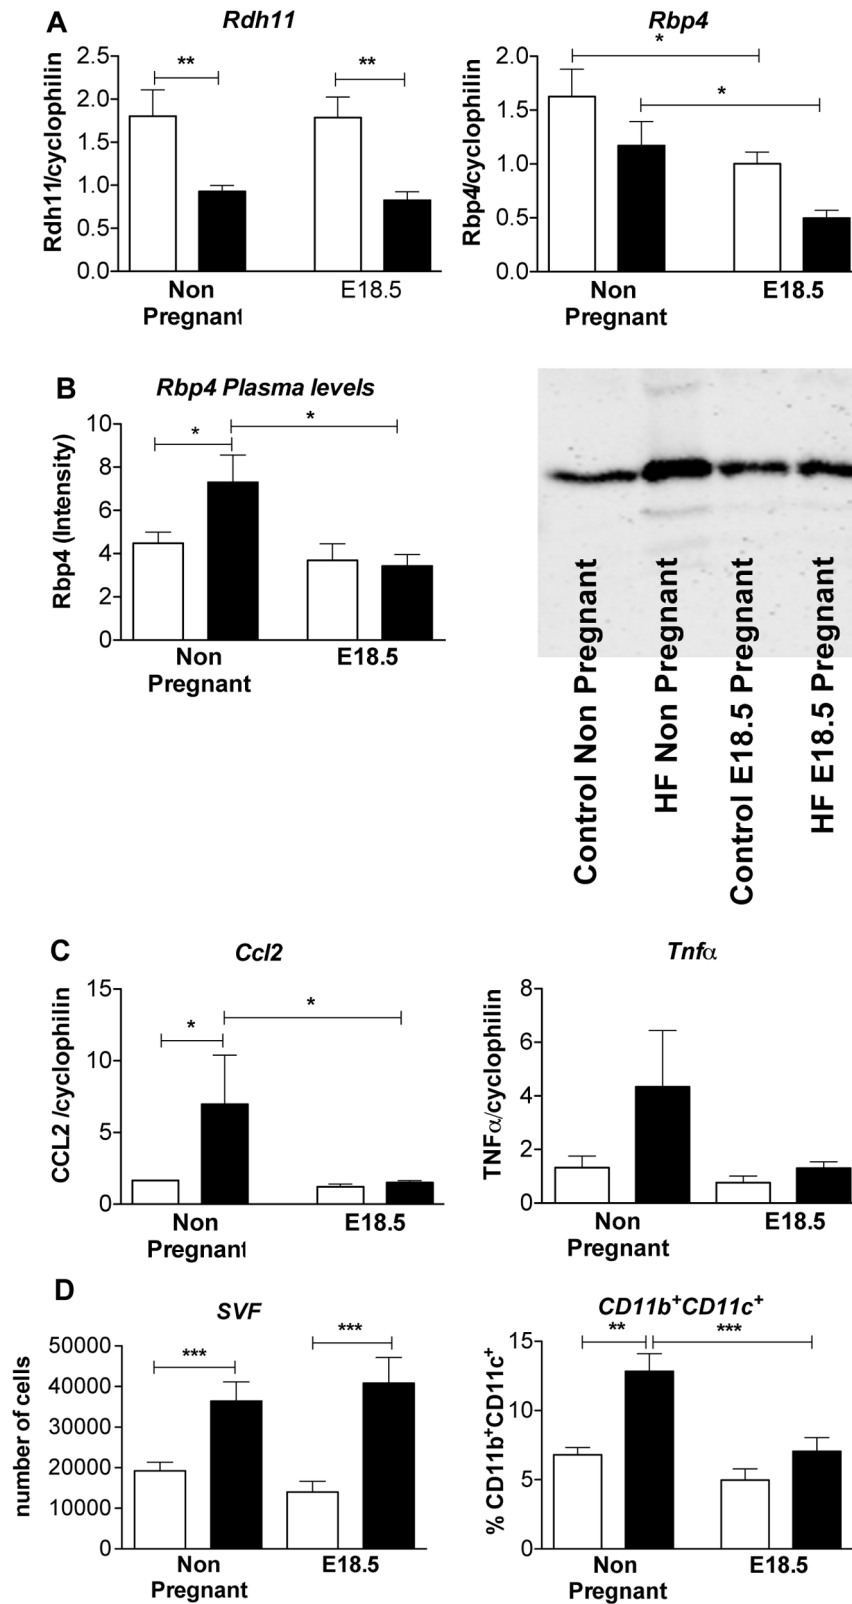 A
Rdh11
Rdh11/cyclophilin
2.5
2.0
1.5
1.0
0.5
0.0
**
**
Non
Pregnant
E18.5
Rbp4
Rbp4/cyclophilin
2.0
1.5
1.0
0.5
0.0
*
*
Non
Pregnant
E18.5
B
Rbp4 Plasma levels
Rbp4 (Intensity)
10
8
6
4
2
0
*
*
Non
Pregnant
E18.5
Control Non Pregnant
HF Non Pregnant
Control E18.5 Pregnant
HF E18.5 Pregnant
C
Ccl2
CCL2 /cyclophilin
15
10
5
0
*
*
Non
Pregnant
E18.5
Tnfα
TNFα/cyclophilin
8
6
4
2
0
Non
Pregnant
E18.5
D
SVF
number of cells
50000
40000
30000
20000
10000
0
***
***
Non
Pregnant
E18.5
CD11b⁺CD11c⁺
% CD11b⁺CD11c⁺
15
10
5
0
**
***
Non
Pregnant
E18.5